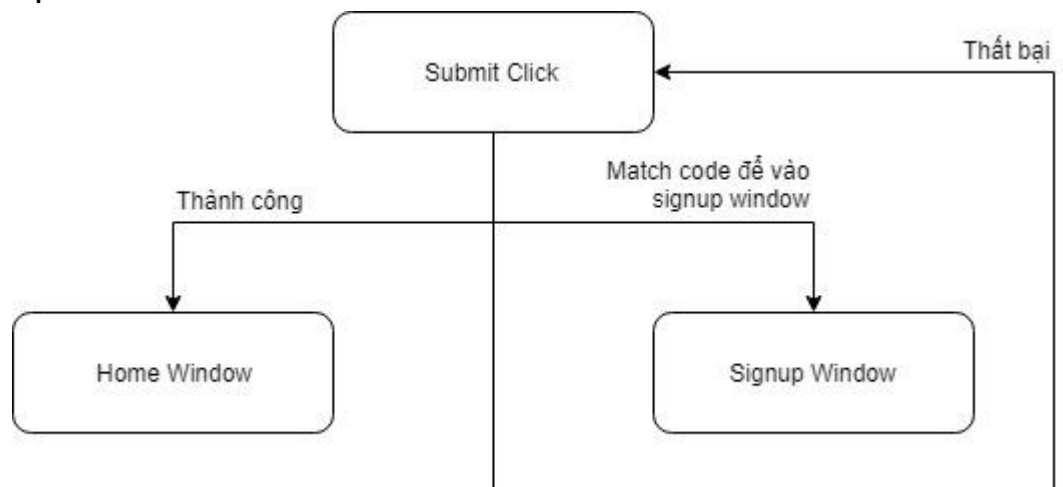 Submit Click
Thất bại
Thành công
Match code để vào
signup window
Home Window
Signup Window